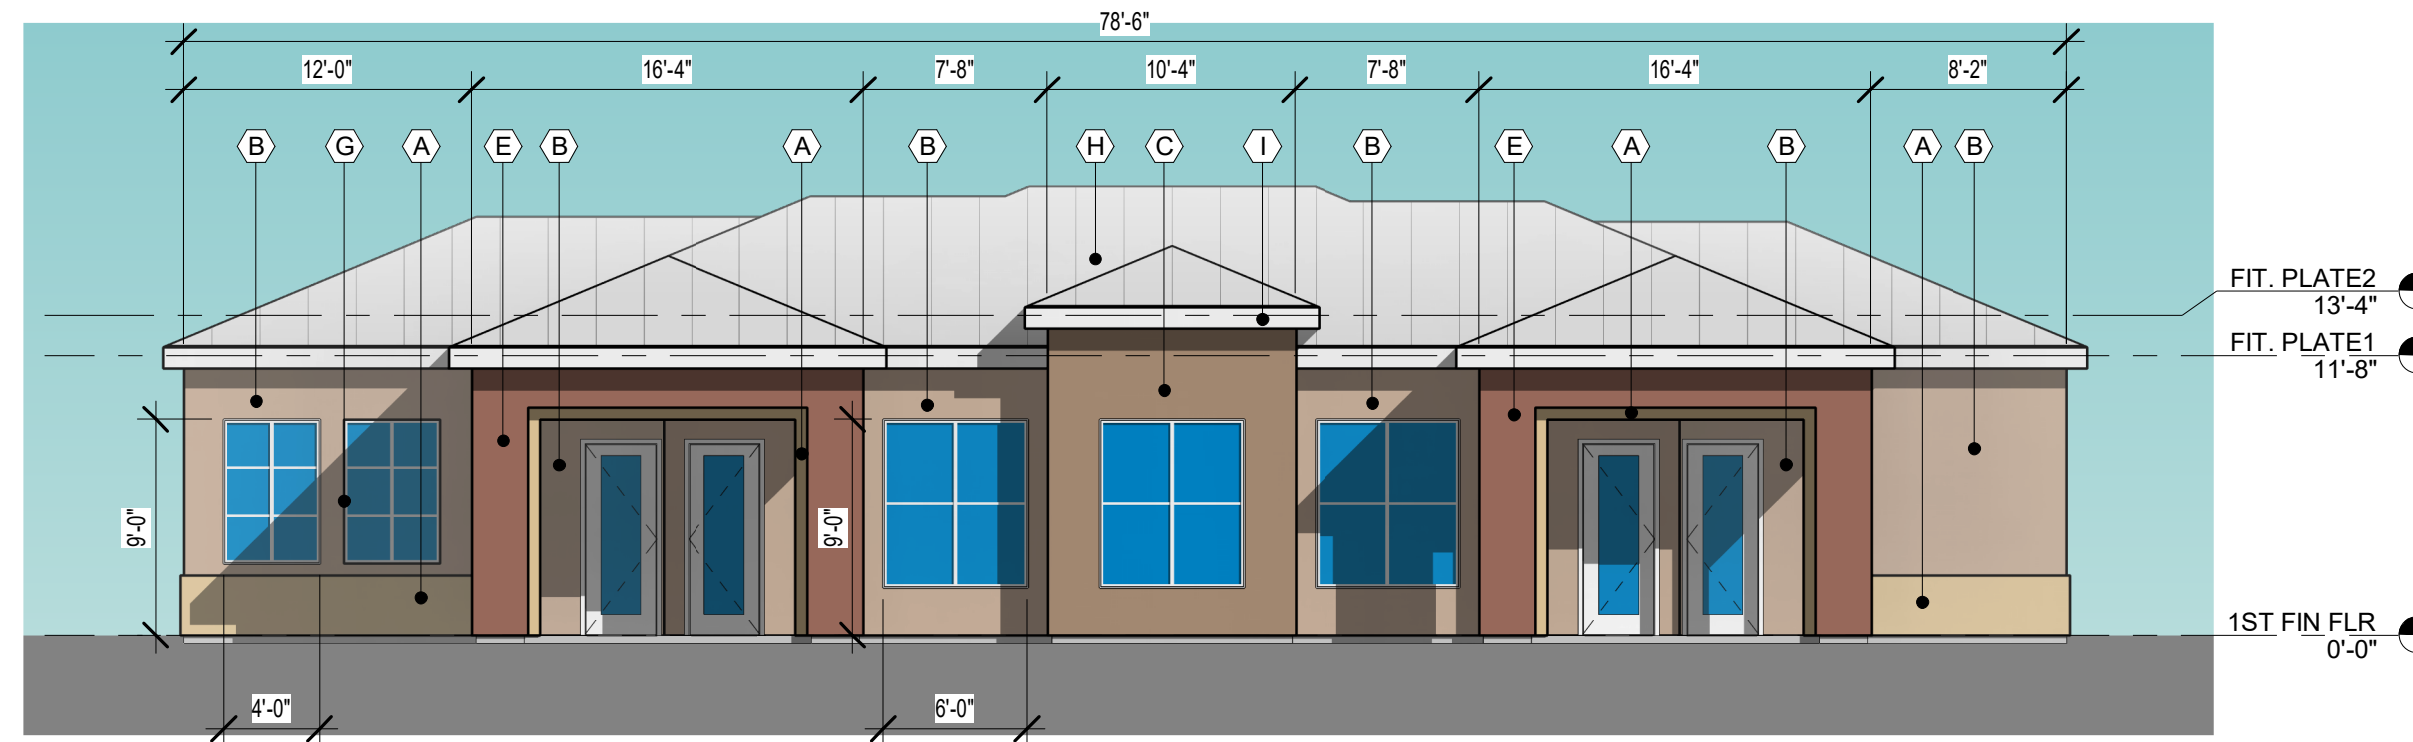 78'-6"
12'-0"
16'-4"
7'-8"
10'-4"
7'-8"
16'-4"
8'-2"
B
G
A
E
B
A
B
H
C
I
B
E
A
B
A
B
FIT. PLATE2
13'-4"
FIT. PLATE1
11'-8"
9'-0"
9'-0"
1ST FIN FLR
0'-0"
4'-0"
6'-0"